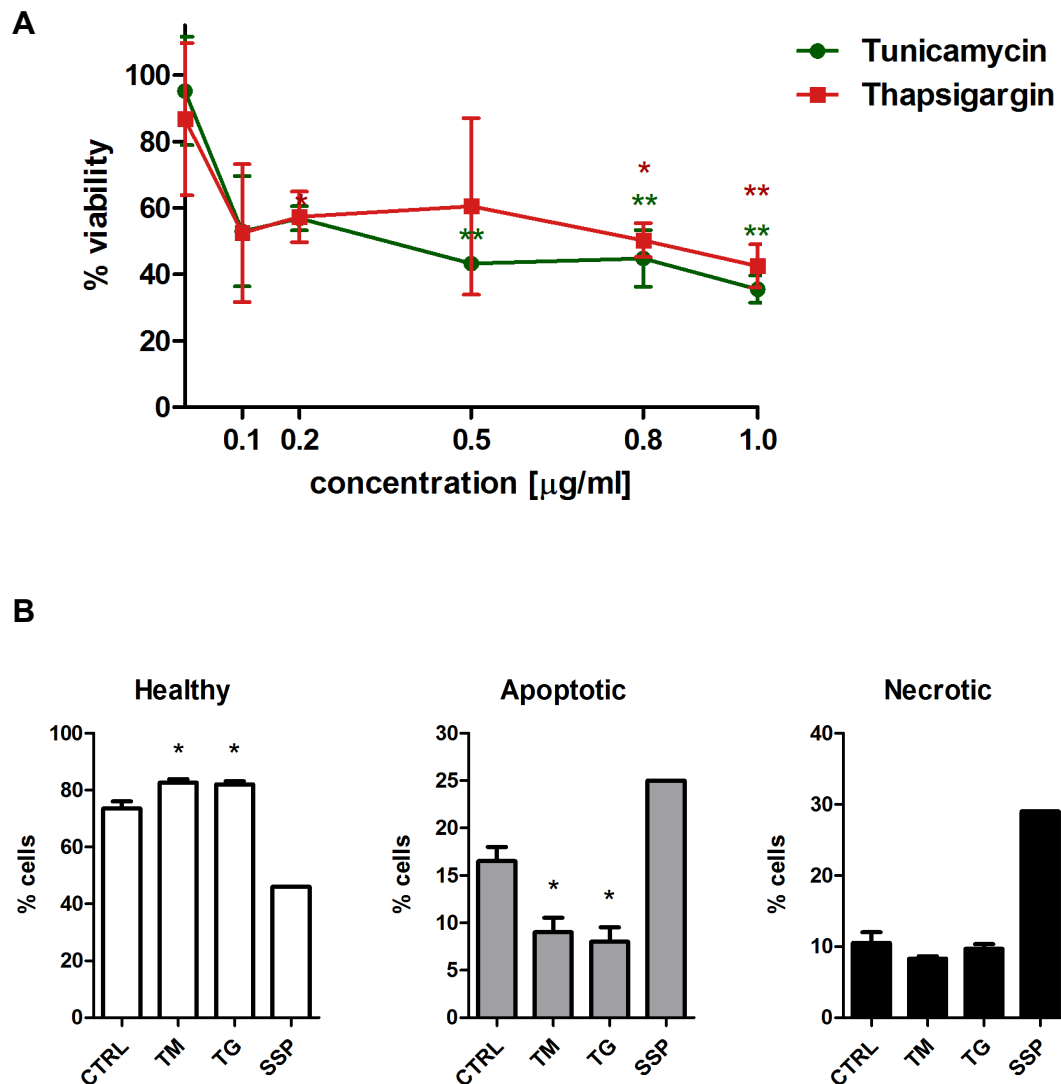 A
Tunicamycin
Thapsigargin
% viability
100
80
60
40
20
0
* ** * ** ** **
0.1 0.2 0.5 0.8 1.0
concentration [μg/ml]
B
Healthy
% cells
100
80
60
40
20
0
* *
CTRL TM TG SSP
Apoptotic
% cells
30
25
20
15
10
5
0
* *
CTRL TM TG SSP
Necrotic
% cells
40
30
20
10
0
CTRL TM TG SSP